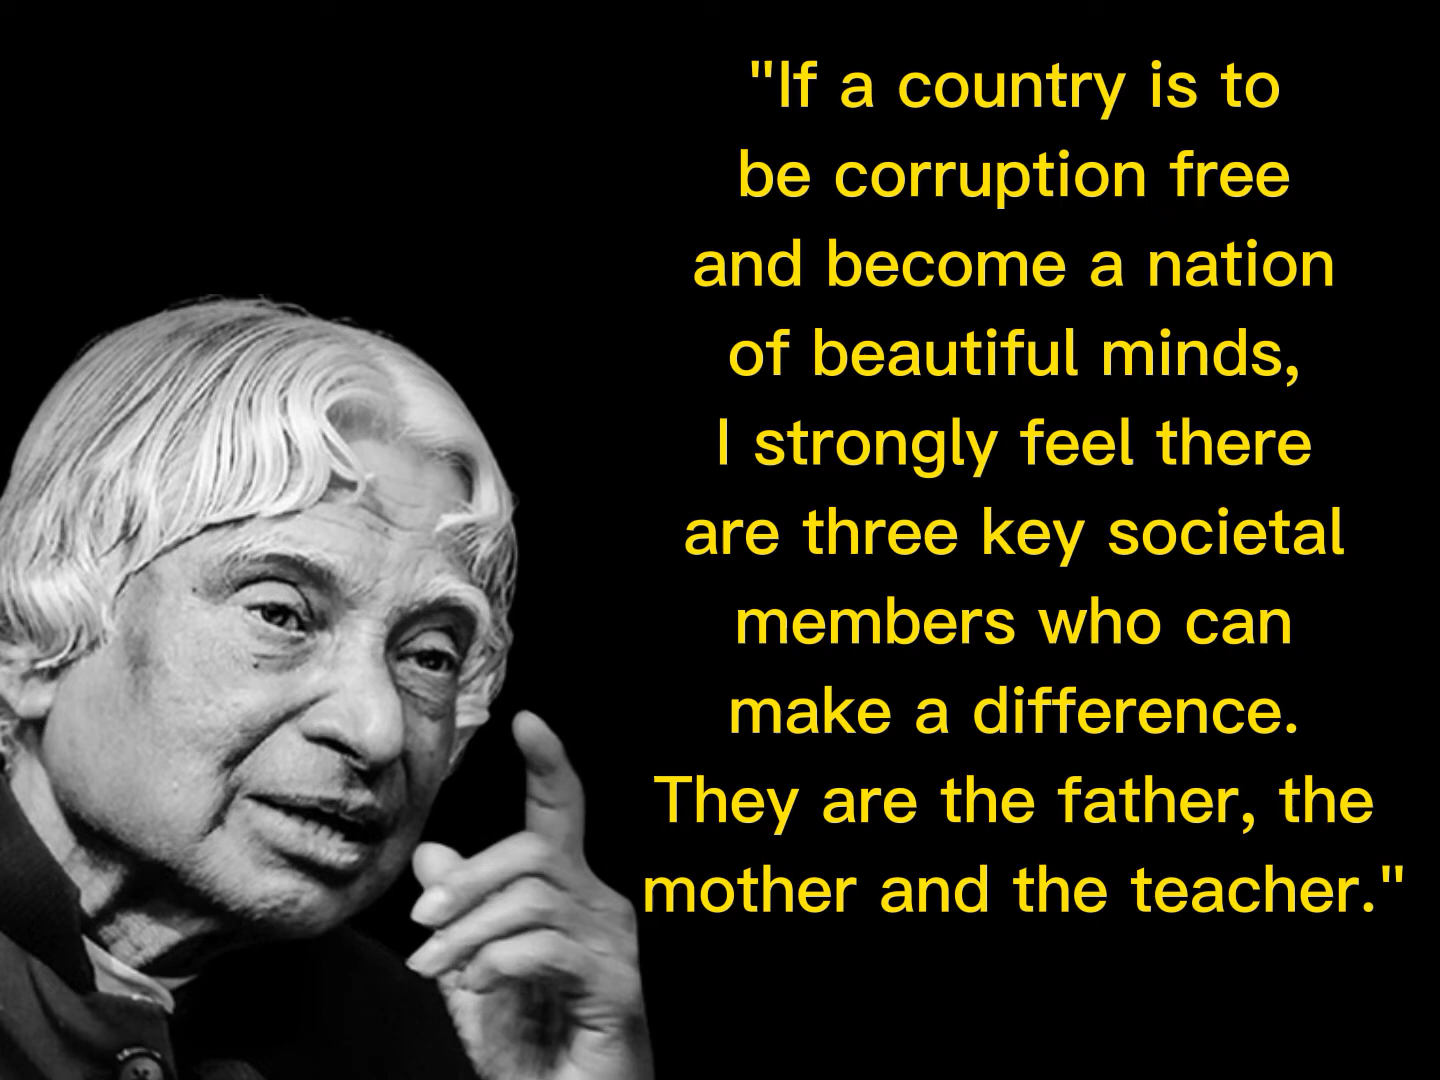 "If a country is to
be corruption free
and become a nation
of beautiful minds,
I strongly feel there
are three key societal
members who can
make a difference.
They are the father, the
mother and the teacher."